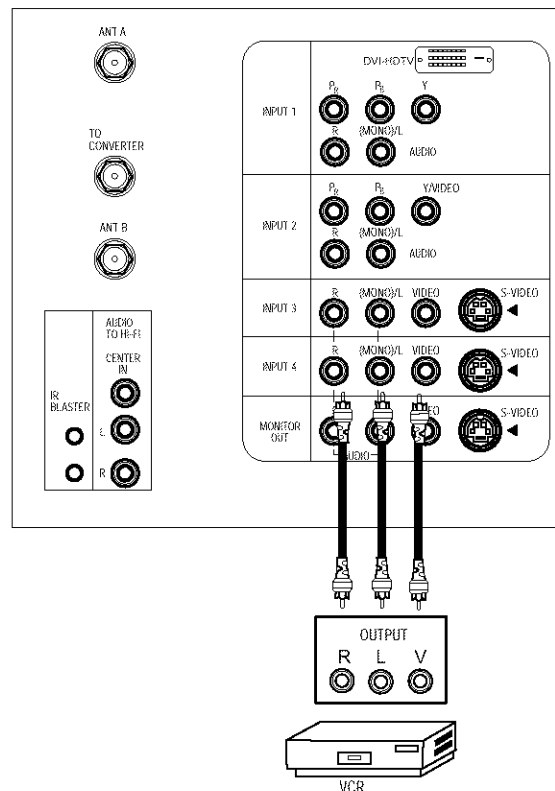 ANT A
TO
CONVERTER
ANT B
AUDIO
TO HI-FI
CENTER
IN
IR
BLASTER
L
R
DVI-HDTV
PR PB Y
INPUT 1
R (MONO)/L AUDIO
PR PB Y/VIDEO
INPUT 2
R (MONO)/L AUDIO
INPUT 3 R (MONO)/L VIDEO S-VIDEO
INPUT 4 R (MONO)/L VIDEO S-VIDEO
MONITOR
OUT
S-VIDEO
AUDIO
OUTPUT
R L V
VCR